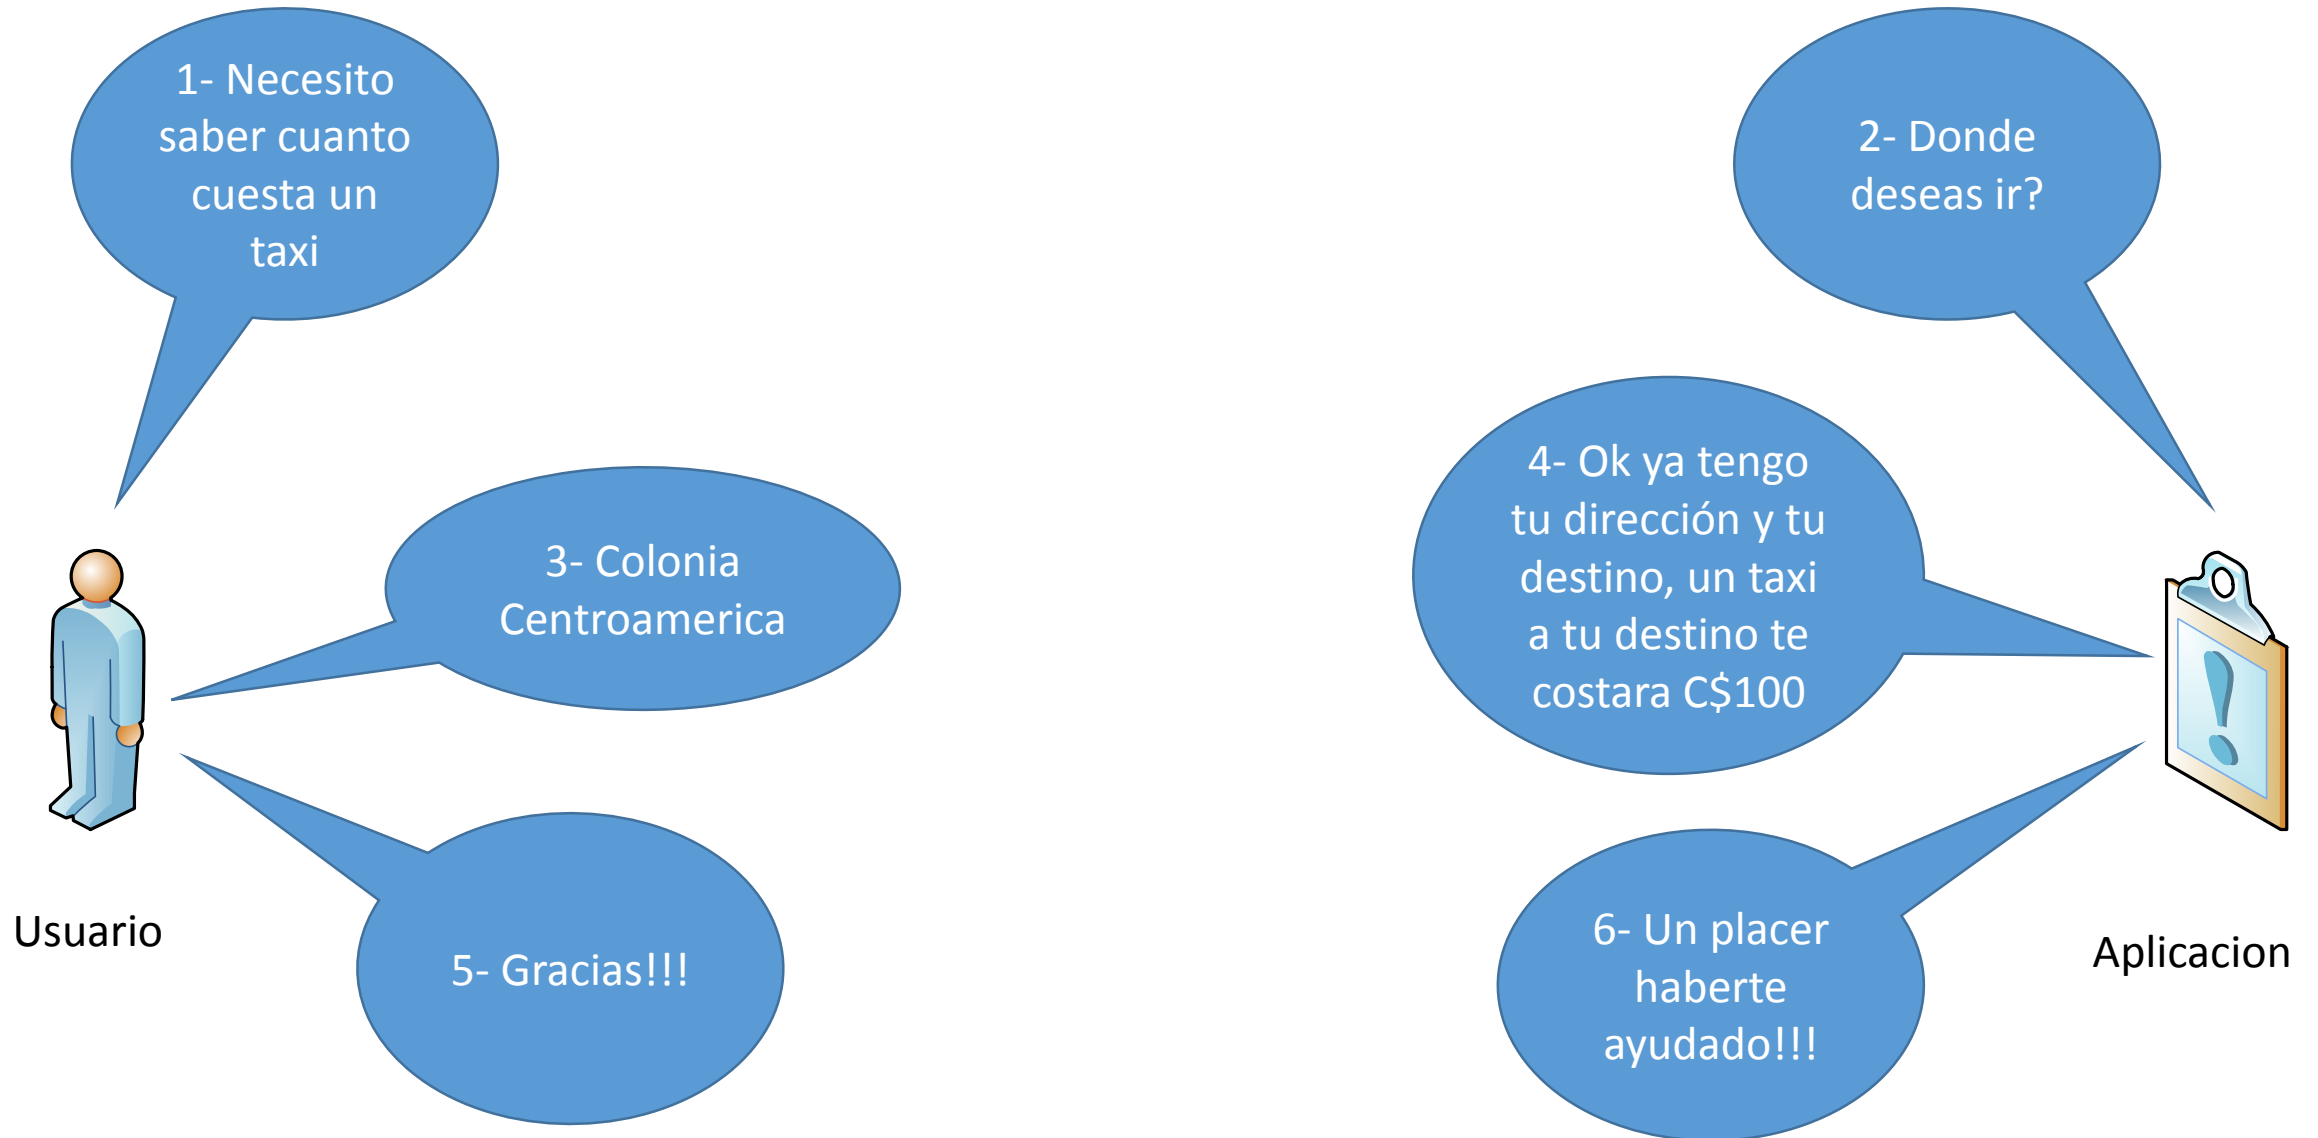 1- Necesito
saber cuanto
cuesta un
taxi
2- Donde
deseas ir?
3- Colonia
Centroamerica
4- Ok ya tengo
tu dirección y tu
destino, un taxi
a tu destino te
costara C$100
5- Gracias!!!
6- Un placer
haberte
ayudado!!!
Usuario
Aplicacion